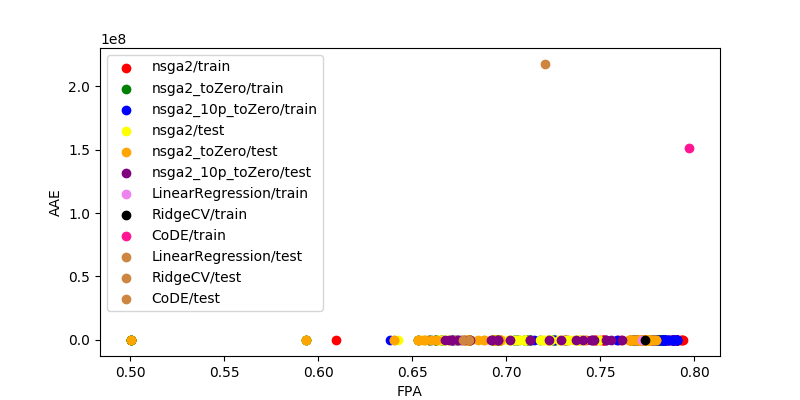 1e8
2.0
1.5
1.0
0.5
0.0
AAE
nsga2/train
nsga2_toZero/train
nsga2_10p_toZero/train
nsga2/test
nsga2_toZero/test
nsga2_10p_toZero/test
LinearRegression/train
RidgeCV/train
CoDE/train
LinearRegression/test
RidgeCV/test
CoDE/test
0.50 0.55 0.60 0.65 0.70 0.75 0.80
FPA